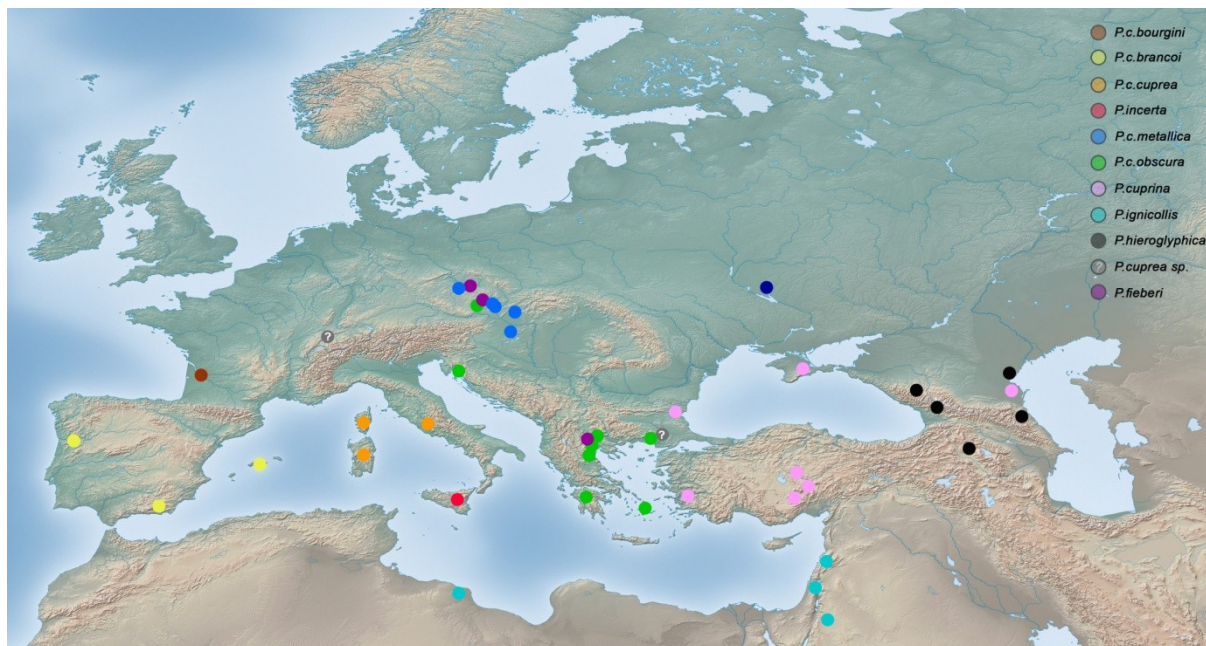 P.c.bourgini
P.c.brancoi
P.c.cuprea
P.incerta
P.c.metallica
P.c.obscura
P.cuprina
P.ignicollis
P.hieroglyphica
? P.cuprea sp.
P.fieberi
?
?